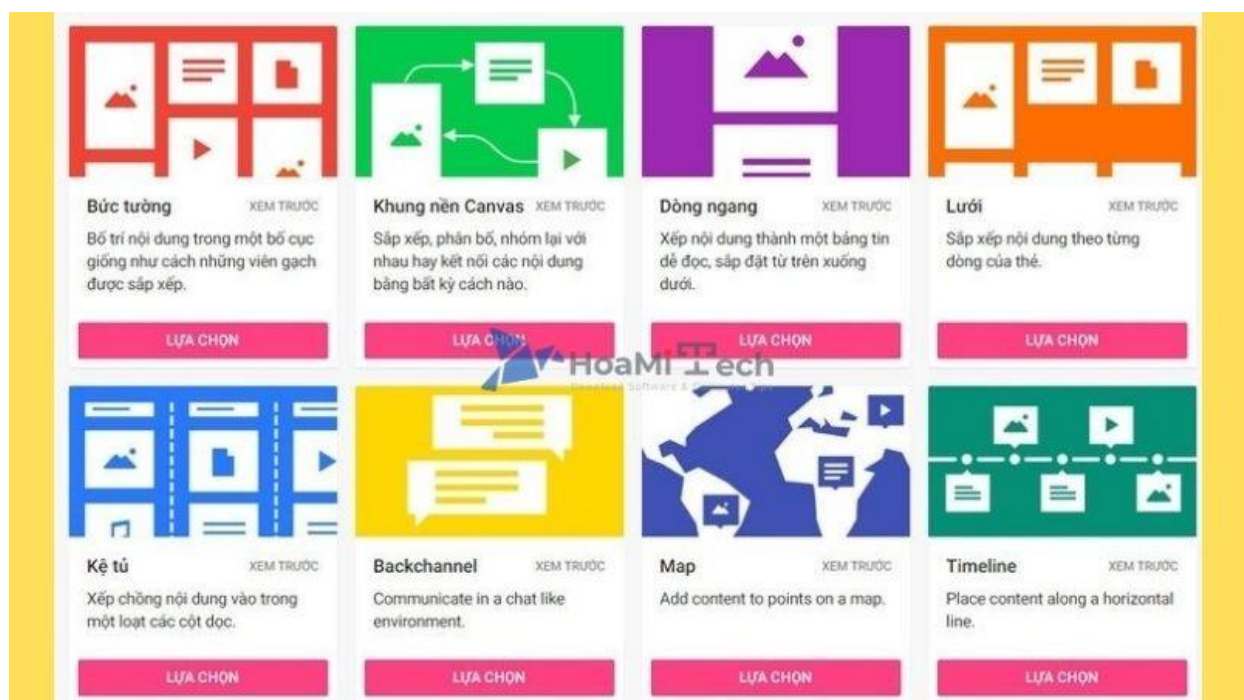 Bức tường XEM TRƯỚC
Bố trí nội dung trong một bố cục
giống như cách những viên gạch
được sắp xếp.
LỰA CHỌN
Khung nền Canvas XEM TRƯỚC
Sắp xếp, phân bố, nhóm lại với
nhau hay kết nối các nội dung
bằng bất kỳ cách nào.
LỰA CHỌN
Dòng ngang XEM TRƯỚC
Xếp nội dung thành một bảng tin
dễ đọc, sắp đặt từ trên xuống
dưới.
LỰA CHỌN
Lưới XEM TRƯỚC
Sắp xếp nội dung theo từng
dòng của thẻ.
LỰA CHỌN
HoaMi Tech
Download Software & Computer Tips
Kệ tủ XEM TRƯỚC
Xếp chồng nội dung vào trong
một loạt các cột dọc.
LỰA CHỌN
Backchannel XEM TRƯỚC
Communicate in a chat like
environment.
LỰA CHỌN
Map XEM TRƯỚC
Add content to points on a map.
LỰA CHỌN
Timeline XEM TRƯỚC
Place content along a horizontal
line.
LỰA CHỌN